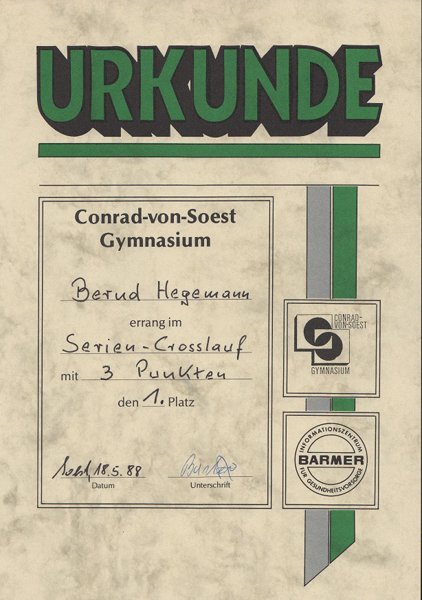 URKUNDE
Conrad-von-Soest
Gymnasium
Bernd Hegemann
errang im
Serien-Crosslauf
mit 3 Punkten
den 1. Platz
18.5.88
Datum
Unterschrift
CONRAD-
VON-SOEST
GYMNASIUM
INFORMATIONSZENTRUM
BARMER
FÜR GESUNDHEITSVORSORGE